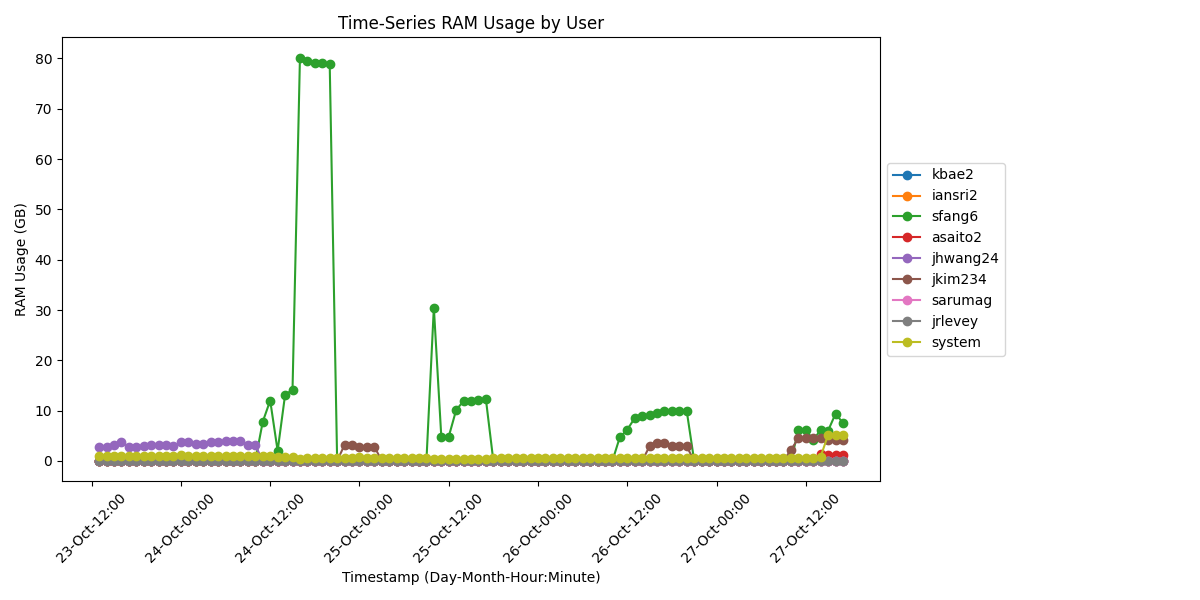 Time-Series RAM Usage by User
RAM Usage (GB)
80
70
60
50
40
30
20
10
0
23-Oct-12:00
24-Oct-00:00
24-Oct-12:00
25-Oct-00:00
25-Oct-12:00
26-Oct-00:00
26-Oct-12:00
27-Oct-00:00
27-Oct-12:00
Timestamp (Day-Month-Hour:Minute)
kbae2
iansri2
sfang6
asaito2
jhwang24
jkim234
sarumag
jrlevey
system